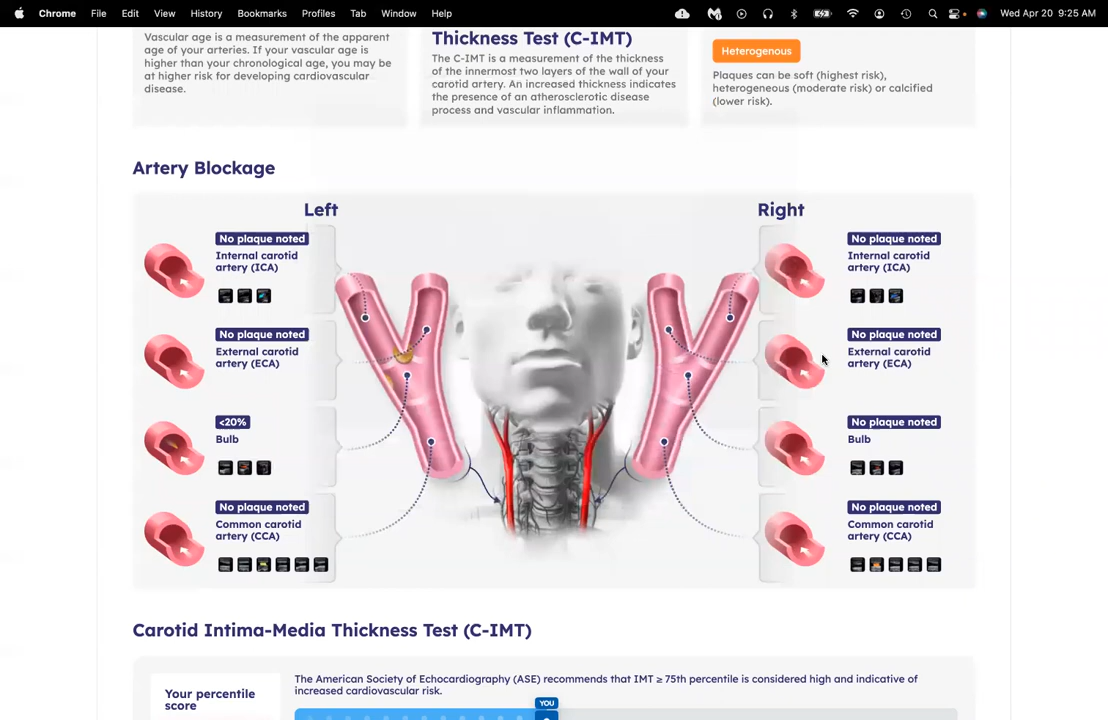 Chrome File Edit View History Bookmarks Profiles Tab Window Help Wed Apr 20 9:25 AM
Vascular age is a measurement of the apparent
age of your arteries. If your vascular age is
higher than your chronological age, you may be
at higher risk for developing cardiovascular
disease.
Thickness Test (C-IMT)
The C-IMT is a measurement of the thickness
of the innermost two layers of the wall of your
carotid artery. An increased thickness indicates
the presence of an atherosclerotic disease
process and vascular inflammation.
Heterogenous
Plaques can be soft (highest risk),
heterogeneous (moderate risk) or calcified
(lower risk).
Artery Blockage
Left
No plaque noted
Internal carotid
artery (ICA)
No plaque noted
External carotid
artery (ECA)
<20%
Bulb
No plaque noted
Common carotid
artery (CCA)
Right
No plaque noted
Internal carotid
artery (ICA)
No plaque noted
External carotid
artery (ECA)
No plaque noted
Bulb
No plaque noted
Common carotid
artery (CCA)
Carotid Intima-Media Thickness Test (C-IMT)
Your percentile
score
The American Society of Echocardiography (ASE) recommends that IMT ≥ 75th percentile is considered high and indicative of
increased cardiovascular risk.
YOU